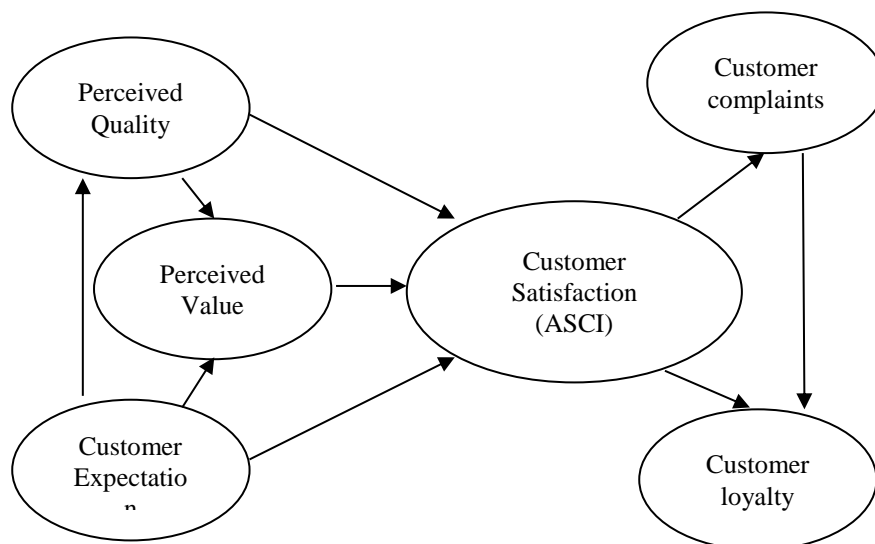 Perceived
Quality
Customer
complaints
Perceived
Value
Customer
Satisfaction
(ASCI)
Customer
Expectatio
n
Customer
loyalty